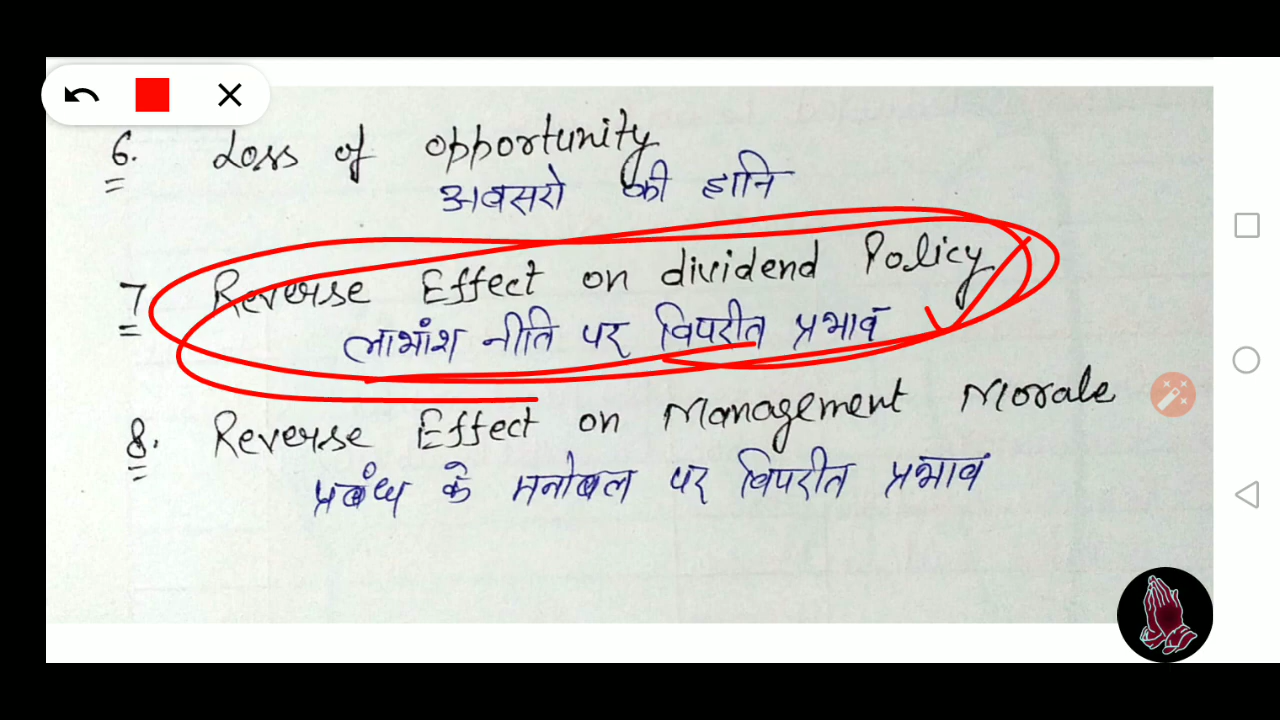 6. Loss of opportunity
अवसरो की हानि
7 Reverse Effect on dividend Policy
लाभांश नीति पर विपरीत प्रभाव
8. Reverse Effect on Management Morale
प्रबंध के मनोबल पर विपरीत प्रभाव